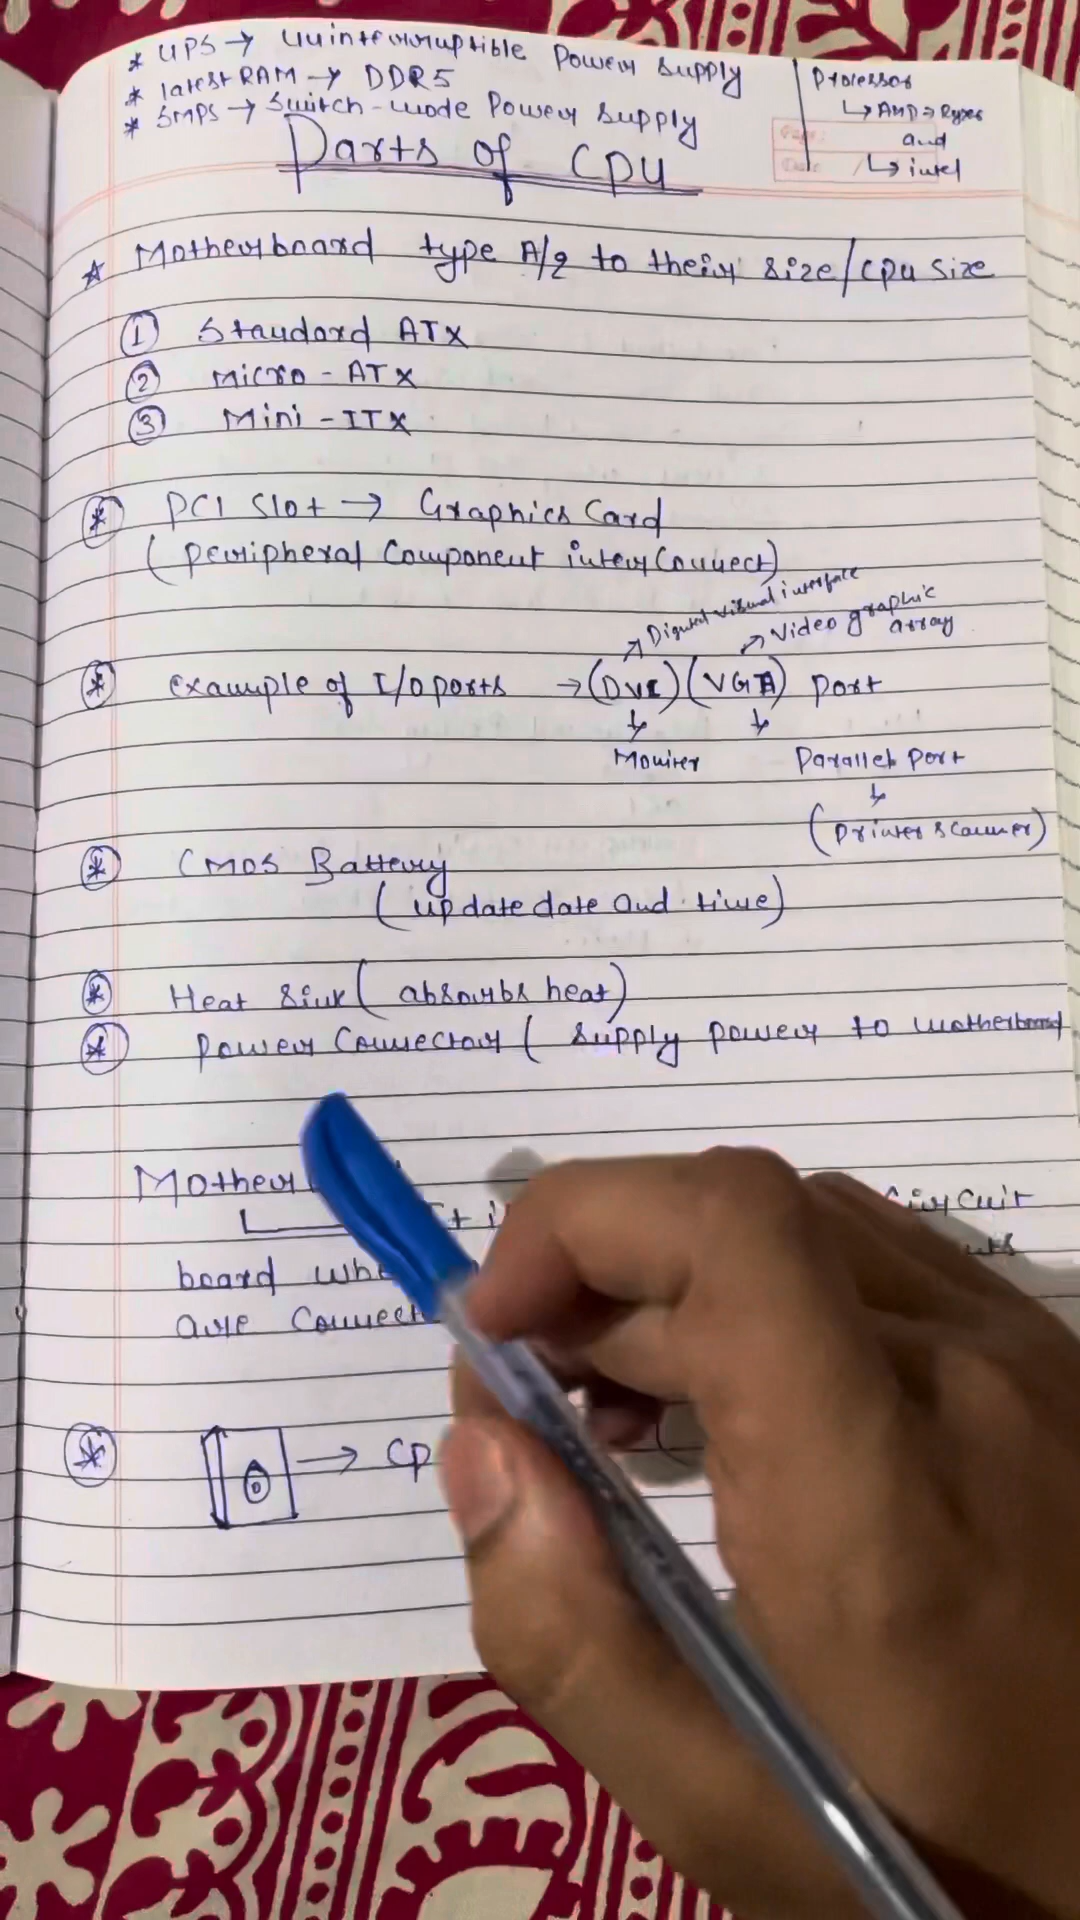 * UPS → Uninterruptible Power Supply
* latest RAM → DDR5
* SMPS → Switch-mode Power Supply
Processor
↳ AMD → Ryzen
and
↳ intel
Parts of CPU
* Motherboard type A/q to their size/CPU size
① Standard ATX
② Micro-ATX
③ Mini-ITX
* PCI Slot → Graphics Card
(Peripheral Component interConnect)
Digital visual interface
Video graphic
array
* example of I/O ports → (DVI) (VGA) port
Moniter
Parallel port
(Printer scanner)
* CMOS Battery
(update date and time)
* Heat Sink (absorbs heat)
* Power Connector ( Supply power to motherboard
Mother
It i Circuit
board
are
* → CP